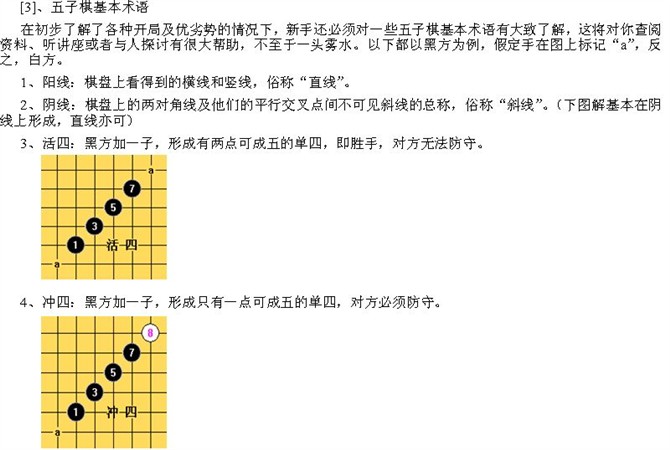 [3]、五子棋基本术语
在初步了解了各种开局及优劣势的情况下，新手还必须对一些五子棋基本术语有大致了解，这将对你查阅
资料、听讲座或者与人探讨有很大帮助，不至于一头雾水。以下都以黑方为例，假定手在图上标记“a”，反
之，白方。
1、阳线：棋盘上看得到的横线和竖线，俗称“直线”。
2、阴线：棋盘上的两对角线及他们的平行交叉点间不可见斜线的总称，俗称“斜线”。（下图解基本在阴
线上形成，直线亦可）
3、活四：黑方加一子，形成有两点可成五的单四，即胜手，对方无法防守。
a
7
5
3
1 活 四
a
4、冲四：黑方加一子，形成只有一点可成五的单四，对方必须防守。
8
7
5
3
1 冲 四
a